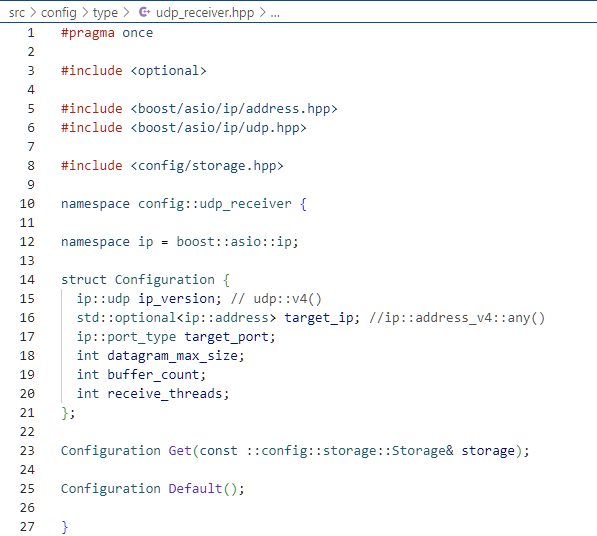 src > config > type > udp_receiver.hpp > ...
1 #pragma once
2
3 #include <optional>
4
5 #include <boost/asio/ip/address.hpp>
6 #include <boost/asio/ip/udp.hpp>
7
8 #include <config/storage.hpp>
9
10 namespace config::udp_receiver {
11
12 namespace ip = boost::asio::ip;
13
14 struct Configuration {
15   ip::udp ip_version; // udp::v4()
16   std::optional<ip::address> target_ip; //ip::address_v4::any()
17   ip::port_type target_port;
18   int datagram_max_size;
19   int buffer_count;
20   int receive_threads;
21 };
22
23 Configuration Get(const ::config::storage::Storage& storage);
24
25 Configuration Default();
26
27 }